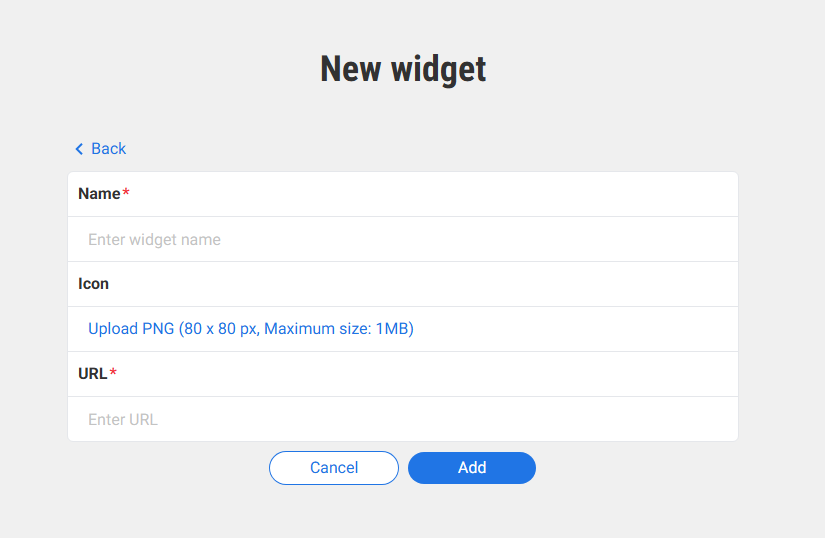 New widget
Back
Name*
Enter widget name
Icon
Upload PNG (80 x 80 px, Maximum size: 1MB)
URL*
Enter URL
Cancel Add